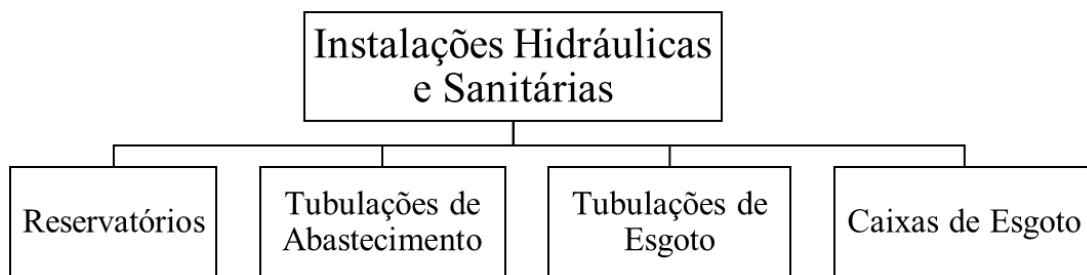 Instalações Hidráulicas
e Sanitárias
Reservatórios
Tubulações de
Abastecimento
Tubulações de
Esgoto
Caixas de Esgoto